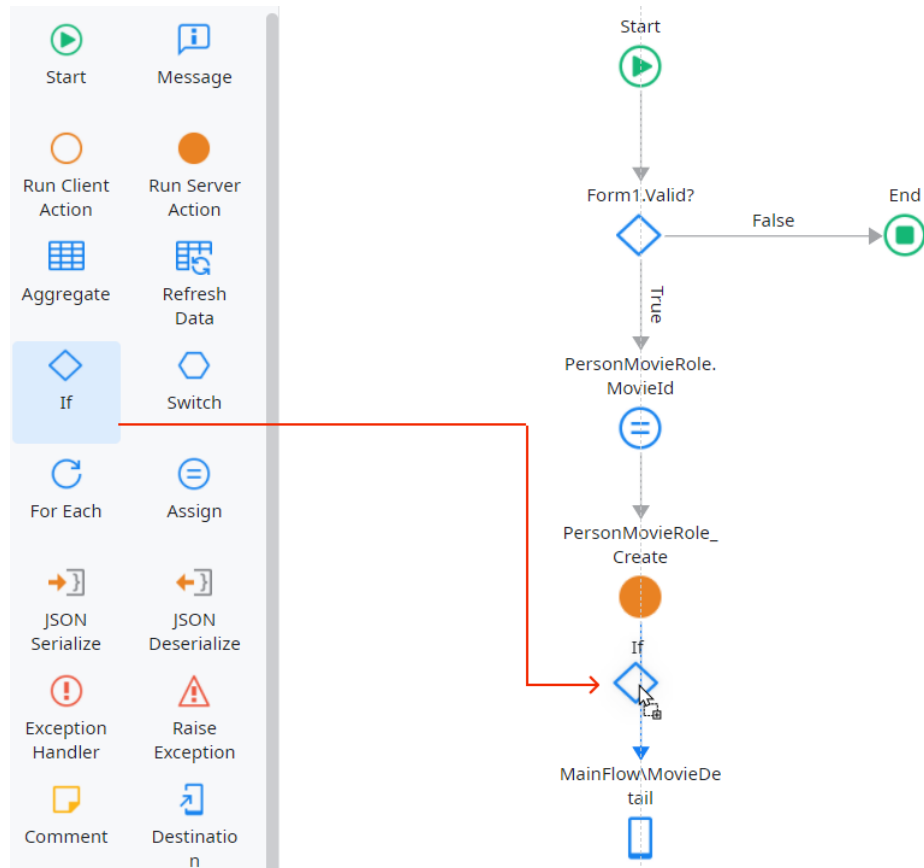 Start
Message
Run Client
Action
Run Server
Action
Aggregate
Refresh
Data
If
Switch
For Each
Assign
JSON
Serialize
JSON
Deserialize
Exception
Handler
Raise
Exception
Comment
Destinatio
n
Start
Form1.Valid?
False
End
True
PersonMovieRole.
MovieId
PersonMovieRole_
Create
If
MainFlow\MovieDe
tail